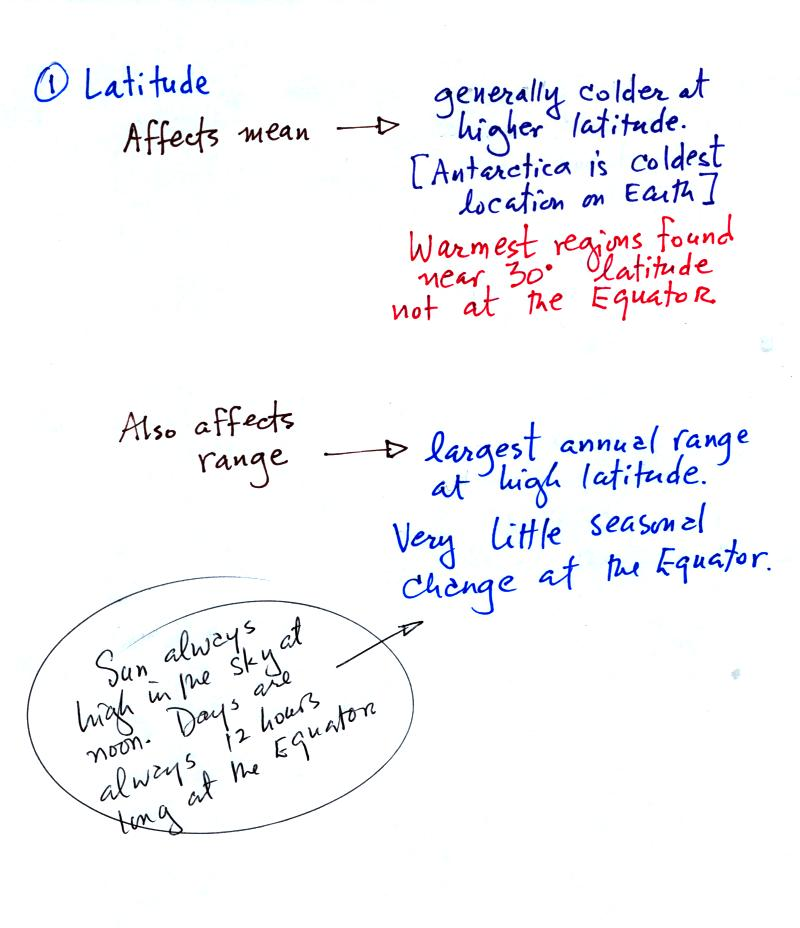 ① Latitude
Affects mean →
generally colder at
higher latitude.
[Antarctica is coldest
location on Earth]
Warmest regions found
near 30° latitude
not at the Equator
Also affects
range →
largest annual range
at high latitude.
Very little seasonal
change at the Equator.
Sun always
high in the sky at
noon. Days are
always 12 hours
long at the Equator